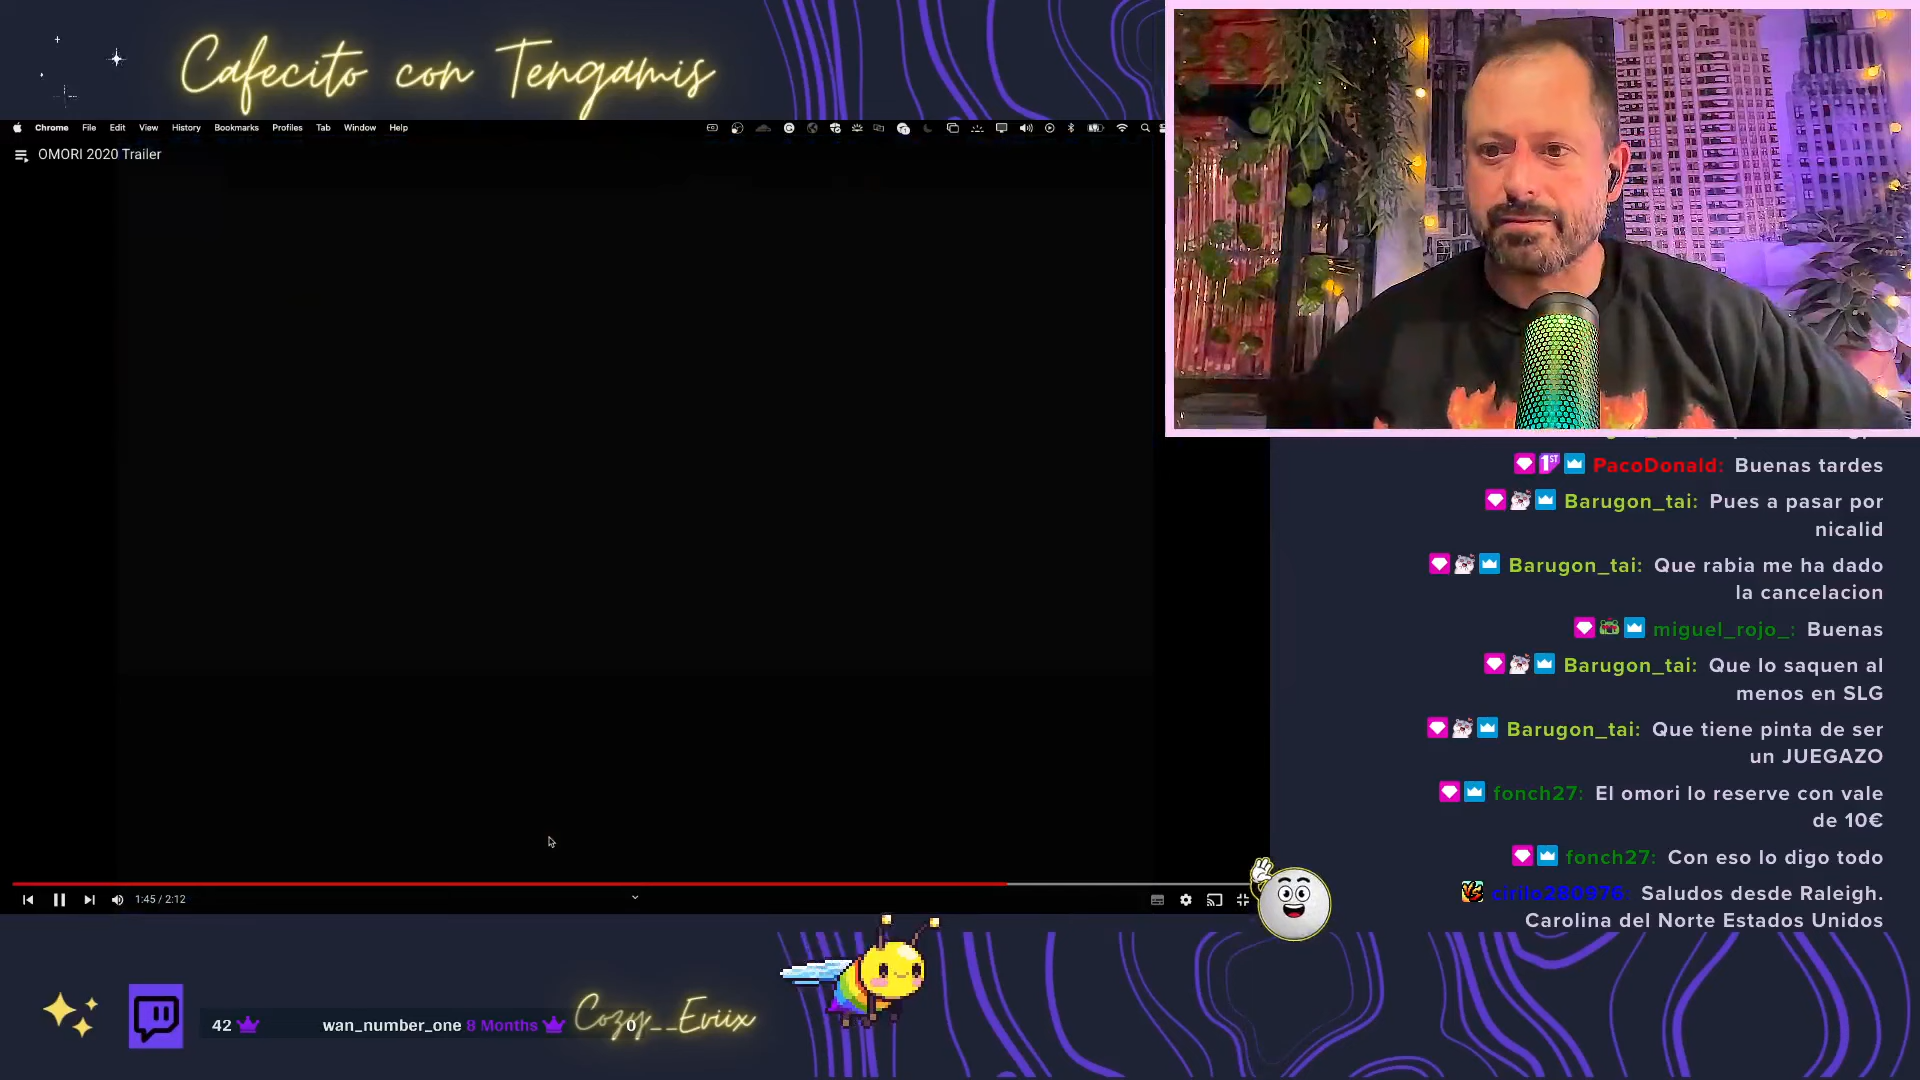 Cafecito con Tengamis
Chrome File Edit View History Bookmarks Profiles Tab Window Help
OMORI 2020 Trailer
1:45 / 2:12
PacoDonald: Buenas tardes
Barugon_tai: Pues a pasar por
nicalid
Barugon_tai: Que rabia me ha dado
la cancelacion
miguel_rojo_: Buenas
Barugon_tai: Que lo saquen al
menos en SLG
Barugon_tai: Que tiene pinta de ser
un JUEGAZO
fonch27: El omori lo reserve con vale
de 10€
fonch27: Con eso lo digo todo
cirilo280976: Saludos desde Raleigh.
Carolina del Norte Estados Unidos
42
wan_number_one 8 Months
0
Cozy__Eviix